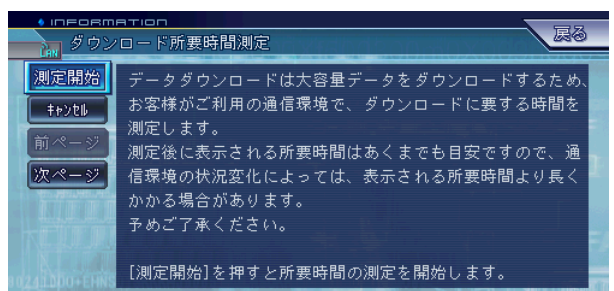 INFORMATION
LAN
ダウンロード所要時間測定
戻る
測定開始
キャンセル
前ページ
次ページ
データダウンロードは大容量データをダウンロードするため、
お客様がご利用の通信環境で、ダウンロードに要する時間を
測定します。
測定後に表示される所要時間はあくまでも目安ですので、通
信環境の状況変化によっては、表示される所要時間より長く
かかる場合があります。
予めご了承ください。
[測定開始]を押すと所要時間の測定を開始します。